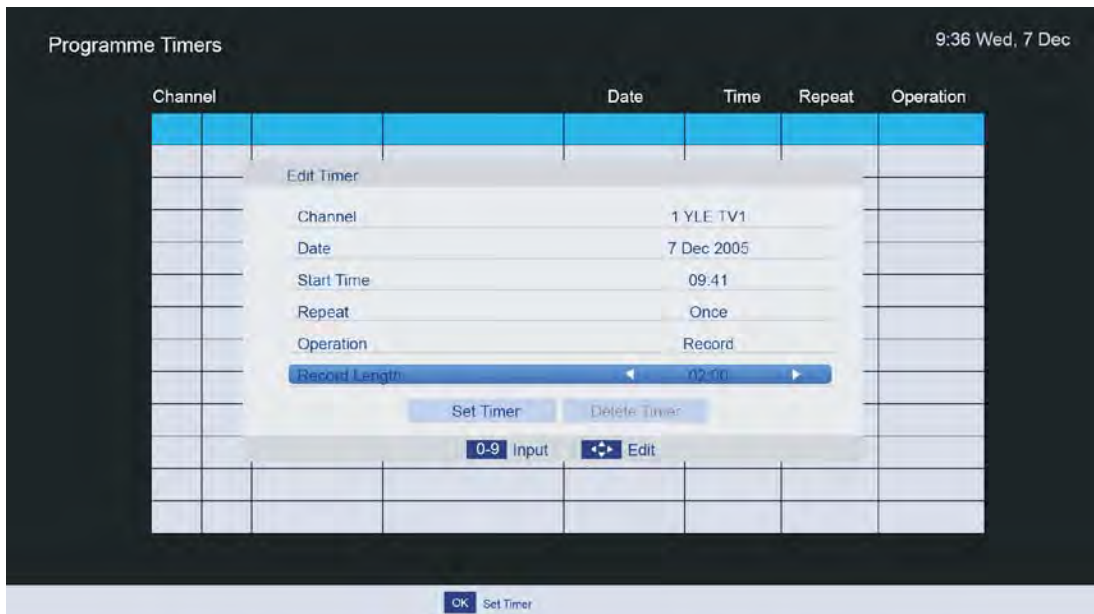 Programme Timers 9:36 Wed, 7 Dec
Channel Date Time Repeat Operation
Edit Timer
Channel 1 YLE TV1
Date 7 Dec 2005
Start Time 09:41
Repeat Once
Operation Record
Record Length 02:00
Set Timer Delete Timer
0-9 Input Edit
OK Set Timer